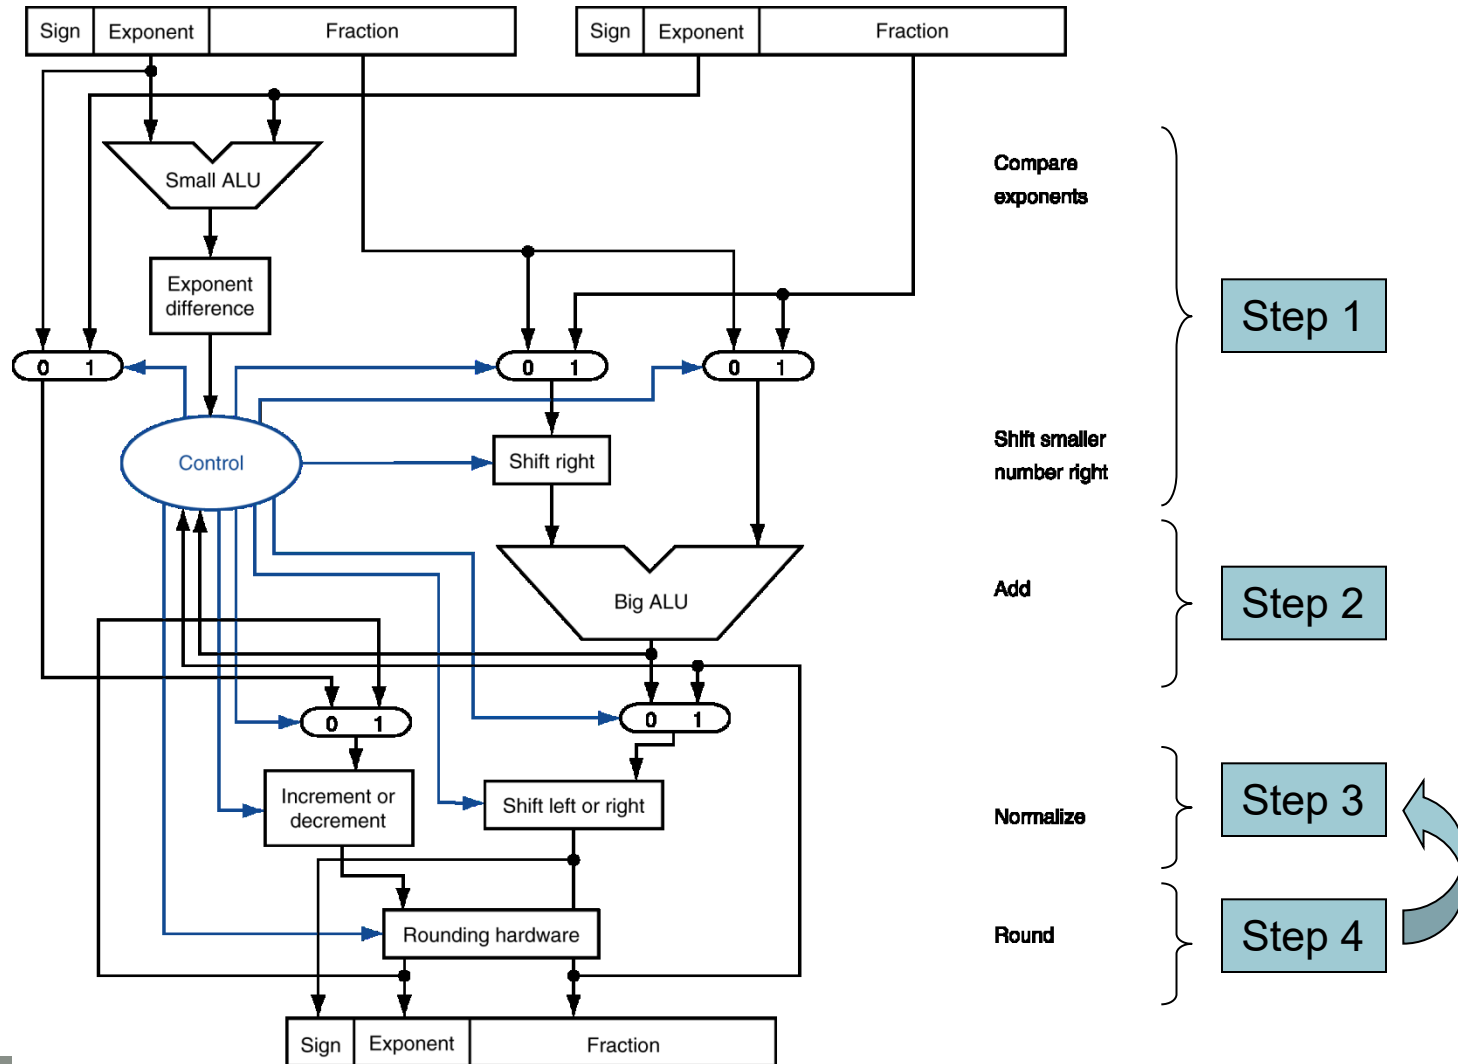 Sign Exponent Fraction
Sign Exponent Fraction
Small ALU
Compare
exponents
Exponent
difference
Step 1
0 1
0 1
0 1
Control
Shift right
Shift smaller
number right
Big ALU
Add
Step 2
0 1
0 1
Increment or
decrement
Shift left or right
Normalize
Step 3
Rounding hardware
Round
Step 4
Sign Exponent Fraction